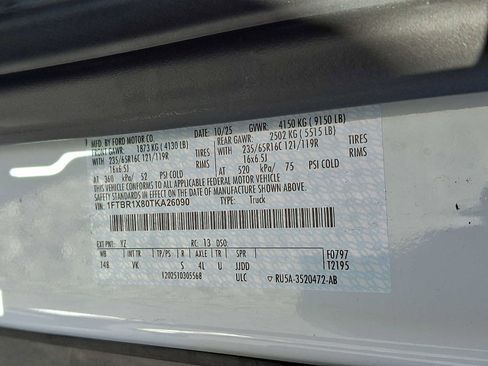 MFD. BY FORD MOTOR CO.
10/25 GVWR: 4150 KG ( 9150 LB)
FRONT GAWR: 1873 KG ( 4130 LB) REAR GAWR: 2502 KG ( 5515 LB)
WITH 235/65R16C 121/119R TIRES WITH 235/65R16C 121/119R TIRES
16x6.5J RIMS 16x6.5J RIMS
AT 360 kPa/ 52 PSI COLD AT 520 kPa/ 75 PSI COLD
THIS VEHICLE CONFORMS TO ALL APPLICABLE FEDERAL MOTOR VEHICLE
SAFETY STANDARDS IN EFFECT ON THE DATE OF MANUFACTURE SHOWN ABOVE.
VIN: 1FTBR1X80TKA26090 TYPE: Truck
EXT PNT: YZ RC: 13 DSO:
WB INT TR TP/PS R AXLE TR SPR F0797
148 VK S 4L U JJDD T2195
1202510305568 ULC RU5A-3520472-AB